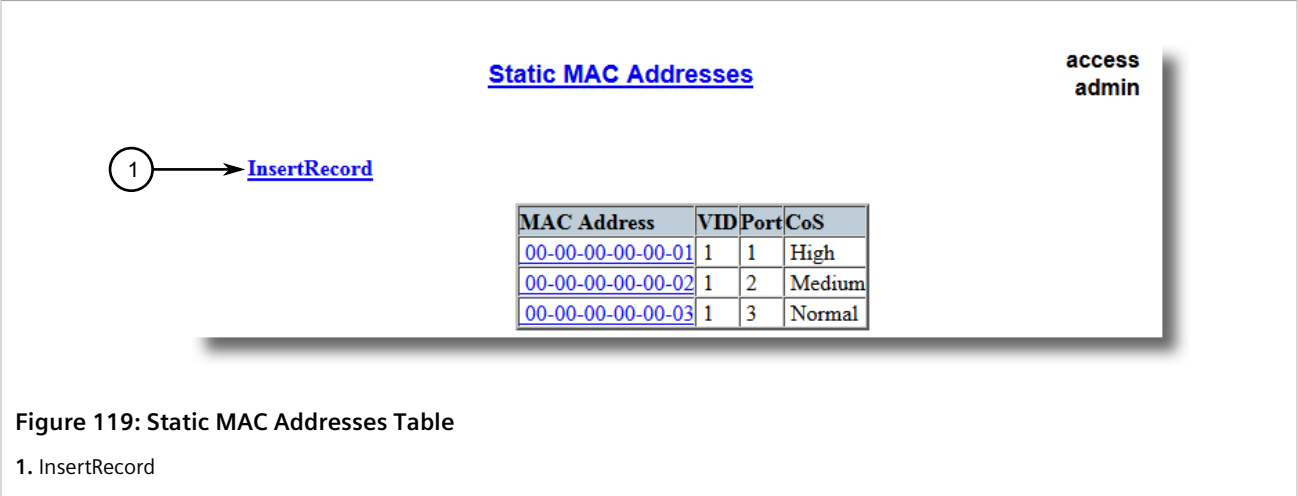 access
Static MAC Addresses
admin
1 InsertRecord
MAC Address VID Port CoS
00-00-00-00-00-01 1 1 High
00-00-00-00-00-02 1 2 Medium
00-00-00-00-00-03 1 3 Normal
Figure 119: Static MAC Addresses Table
1. InsertRecord